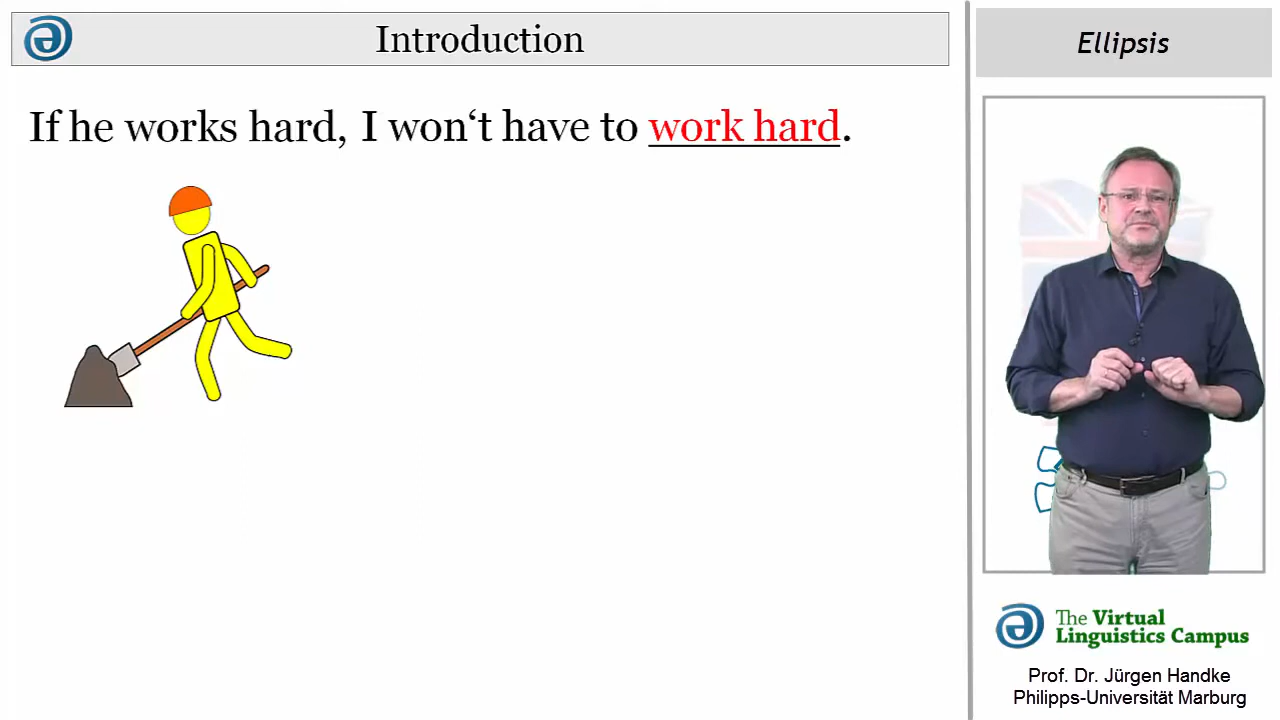 Introduction
Ellipsis
If he works hard, I won‘t have to work hard.
The Virtual
Linguistics Campus
Prof. Dr. Jürgen Handke
Philipps-Universität Marburg